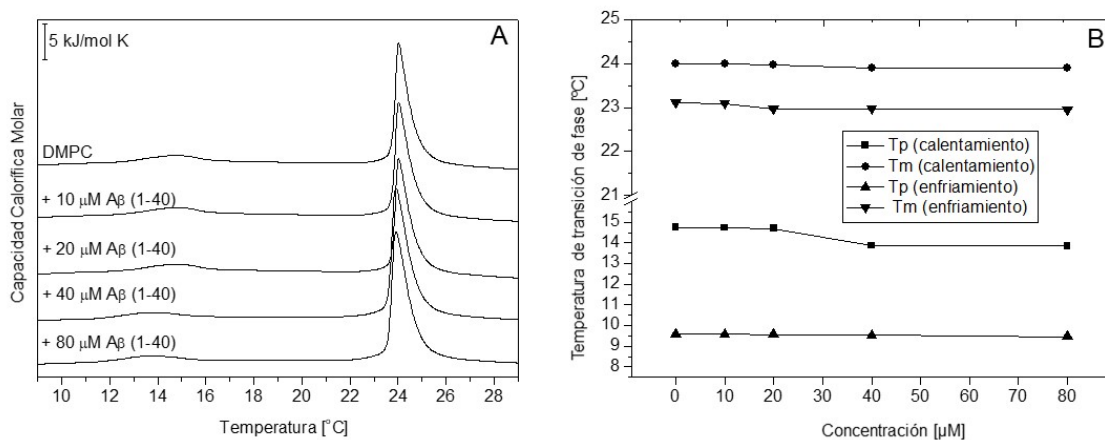 5 kJ/mol K
A
Capacidad Calorífica Molar
DMPC
+ 10 μM Aβ (1-40)
+ 20 μM Aβ (1-40)
+ 40 μM Aβ (1-40)
+ 80 μM Aβ (1-40)
10 12 14 16 18 20 22 24 26 28
Temperatura [°C]
B
Temperatura de transición de fase [ºC]
25
24
23
22
21
15
14
13
12
11
10
9
8
Tp (calentamiento)
Tm (calentamiento)
Tp (enfriamiento)
Tm (enfriamiento)
0 10 20 30 40 50 60 70 80
Concentración [μM]